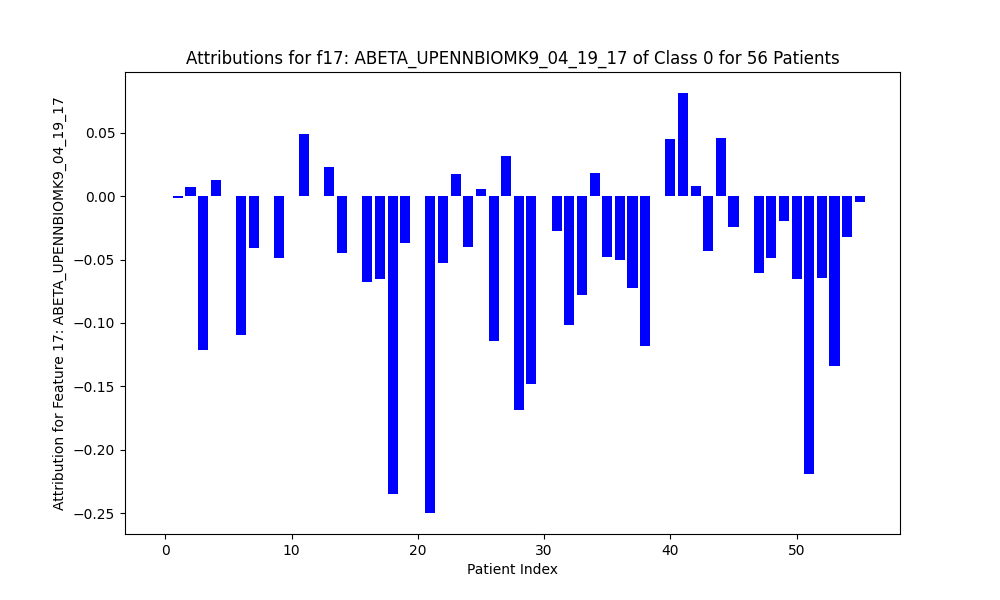 Attributions for f17: ABETA_UPENNBIOMK9_04_19_17 of Class 0 for 56 Patients
Attribution for Feature 17: ABETA_UPENNBIOMK9_04_19_17
0.05
0.00
−0.05
−0.10
−0.15
−0.20
−0.25
0 10 20 30 40 50
Patient Index